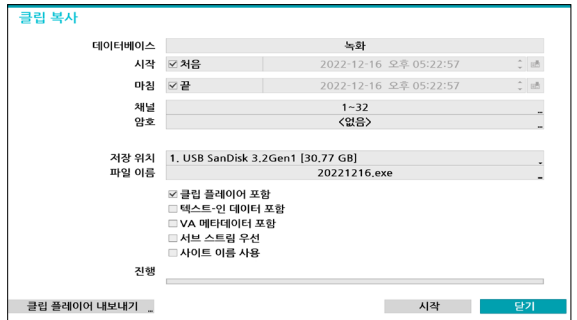 클립 복사
데이터베이스 녹화
시작 처음 2022-12-16 오후 05:22:57
마침 끝 2022-12-16 오후 05:22:57
채널 1~32 ...
암호 <없음> ...
저장 위치 1. USB SanDisk 3.2Gen1 [30.77 GB]
파일 이름 20221216.exe ...
클립 플레이어 포함
텍스트-인 데이터 포함
VA 메타데이터 포함
서브 스트림 우선
사이트 이름 사용
진행
클립 플레이어 내보내기 ... 시작 닫기